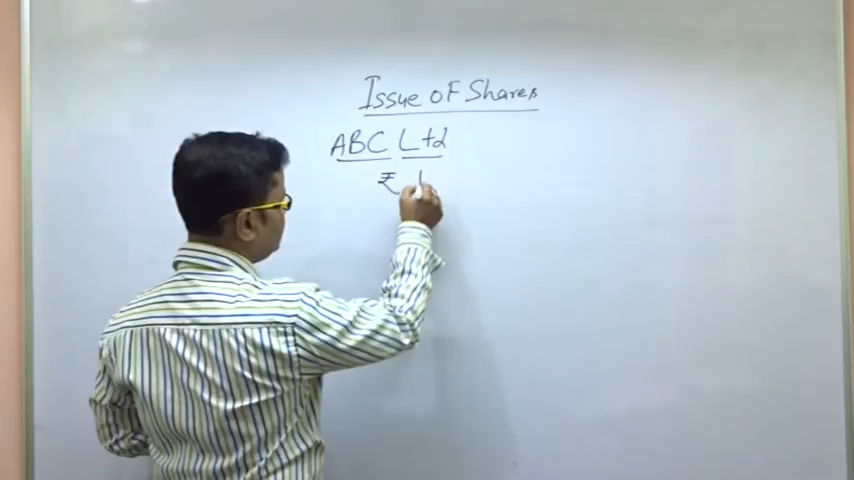 Issue of Shares
ABC Ltd
₹